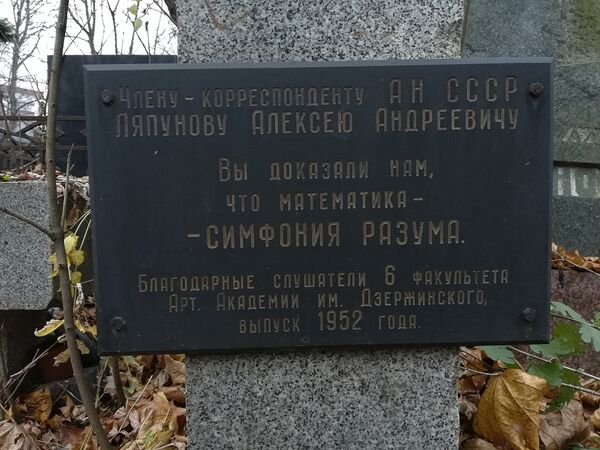 Члену - корреспонденту АН СССР
Ляпунову Алексею Андреевичу
Вы доказали нам,
что математика -
- симфония разума.
Благодарные слушатели 6 факультета
Арт. Академии им. Дзержинского,
выпуск 1952 года.